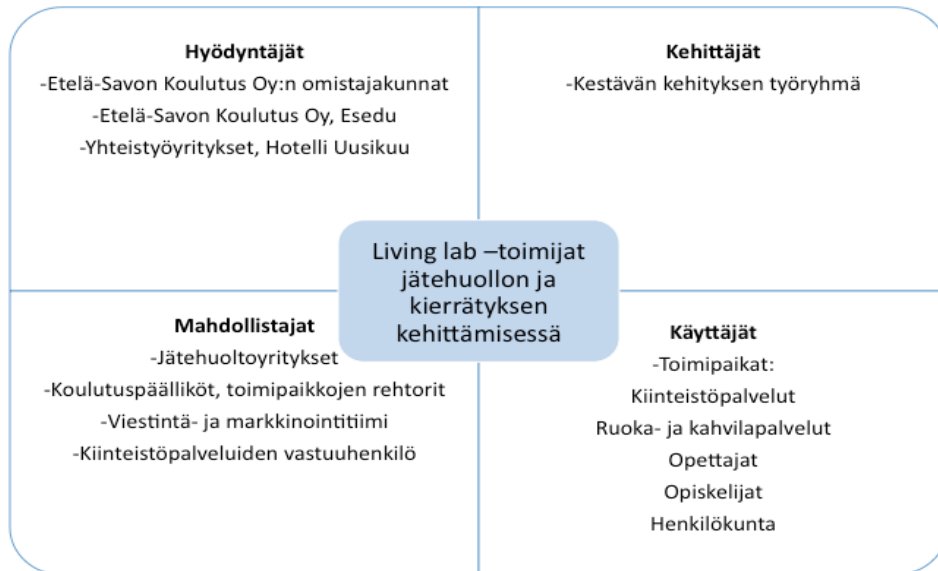 Hyödyntäjät
-Etelä-Savon Koulutus Oy:n omistajakunnat
-Etelä-Savon Koulutus Oy, Esedu
-Yhteistyöyritykset, Hotelli Uusikuu
Kehittäjät
-Kestävän kehityksen työryhmä
Living lab –toimijat
jätehuollon ja
kierrätyksen
kehittämisessä
Mahdollistajat
-Jätehuoltoyritykset
-Koulutuspäälliköt, toimipaikkojen rehtorit
-Viestintä- ja markkinointitiimi
-Kiinteistöpalveluiden vastuuhenkilö
Käyttäjät
-Toimipaikat:
Kiinteistöpalvelut
Ruoka- ja kahvilapalvelut
Opettajat
Opiskelijat
Henkilökunta